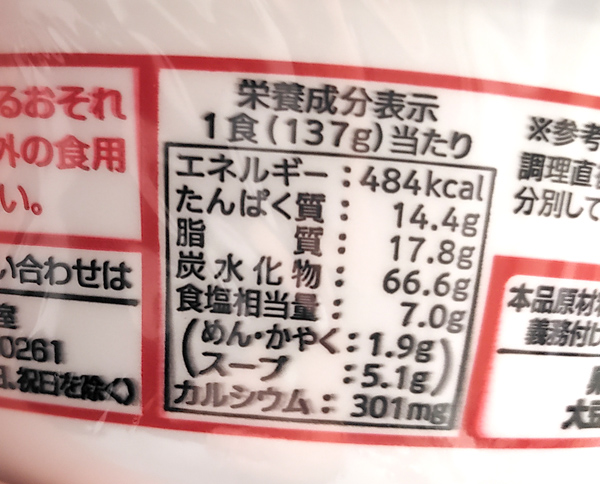 るおそれ
外の食用
い。
い合わせは
室
0261
日、祝日を除く)
栄養成分表示
1食(137g)当たり
エネルギー:484kcal
たんぱく質:14.4g
脂質:17.8g
炭水化物:66.6g
食塩相当量:7.0g
(めん・かやく:1.9g)
(スープ:5.1g)
カルシウム:301mg
※参考
調理直
分別して
本品原材
義務付
大豆